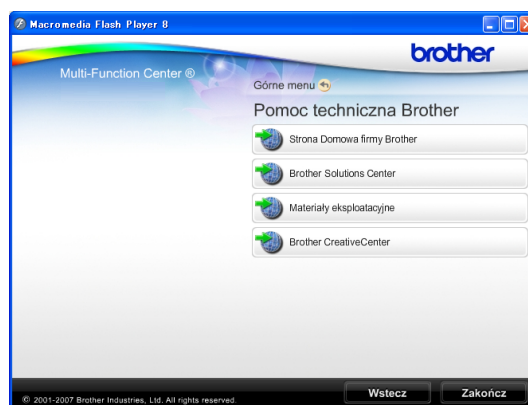 Macromedia Flash Player 8
brother
Multi-Function Center ®
Górne menu
Pomoc techniczna Brother
Strona Domowa firmy Brother
Brother Solutions Center
Materiały eksploatacyjne
Brother CreativeCenter
Wstecz
Zakończ
© 2001-2007 Brother Industries, Ltd. All rights reserved.